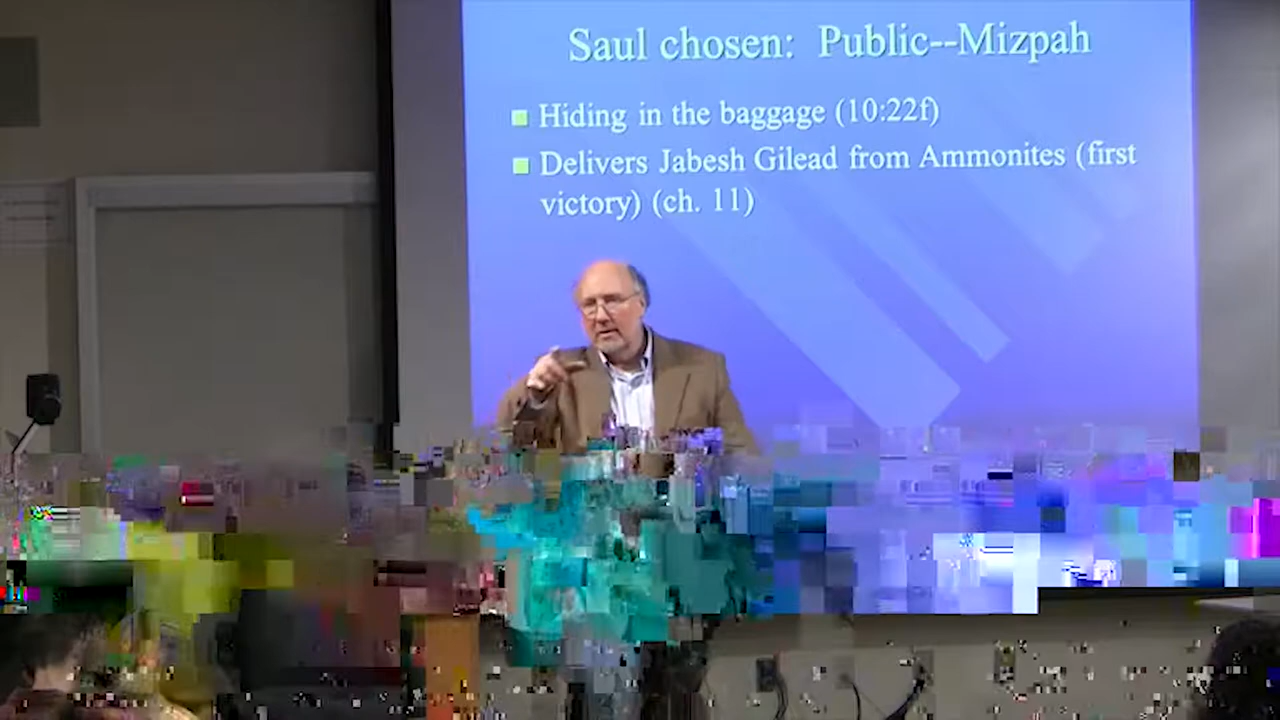 Saul chosen: Public--Mizpah
Hiding in the baggage (10:22f)
Delivers Jabesh Gilead from Ammonites (first
victory) (ch. 11)